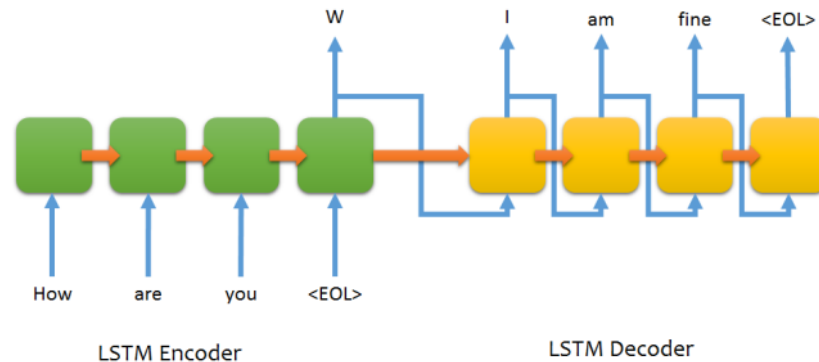 W I am fine <EOL>
How are you <EOL>
LSTM Encoder LSTM Decoder